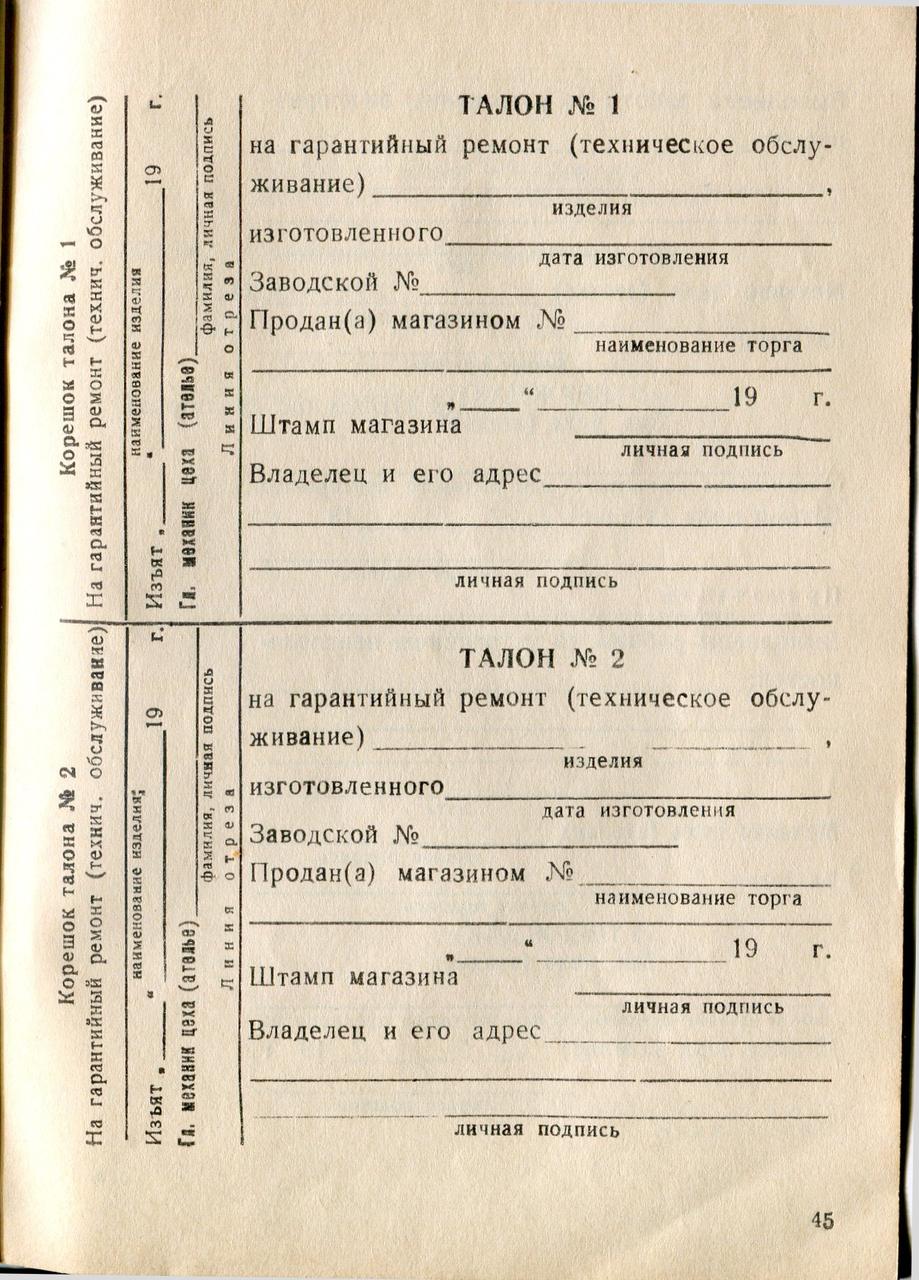 Корешок талона № 1
На гарантийный ремонт (технич. обслуживание)
наименование изделия
Изъят „ “ 19 г.
Гл. механик цеха (ателье)
фамилия, личная подпись
Линия отреза
ТАЛОН № 1
на гарантийный ремонт (техническое обслу-
живание) ,
изделия
изготовленного
дата изготовления
Заводской №
Продан(а) магазином №
наименование торга
„ “ 19 г.
Штамп магазина
личная подпись
Владелец и его адрес
личная подпись
Корешок талона № 2
На гарантийный ремонт (технич. обслуживание)
наименование изделия;
Изъят „ “ 19 г.
Гл. механик цеха (ателье)
фамилия, личная подпись
Линия отреза
ТАЛОН № 2
на гарантийный ремонт (техническое обслу-
живание) ,
изделия
изготовленного
дата изготовления
Заводской №
Продан(а) магазином №
наименование торга
„ “ 19 г.
Штамп магазина
личная подпись
Владелец и его адрес
личная подпись
45